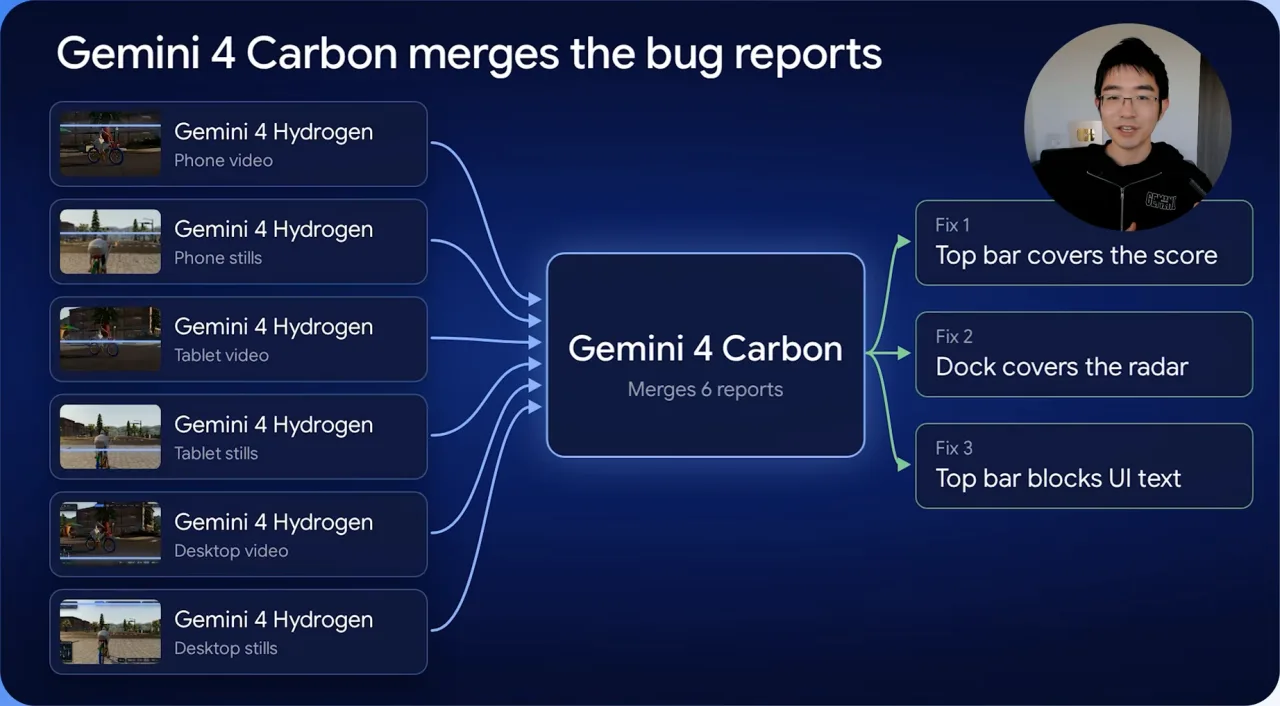 Gemini 4 Carbon merges the bug reports
Gemini 4 Hydrogen
Phone video
Gemini 4 Hydrogen
Phone stills
Gemini 4 Hydrogen
Tablet video
Gemini 4 Hydrogen
Tablet stills
Gemini 4 Hydrogen
Desktop video
Gemini 4 Hydrogen
Desktop stills
Gemini 4 Carbon
Merges 6 reports
GEMINI
Fix 1
Top bar covers the score
Fix 2
Dock covers the radar
Fix 3
Top bar blocks UI text